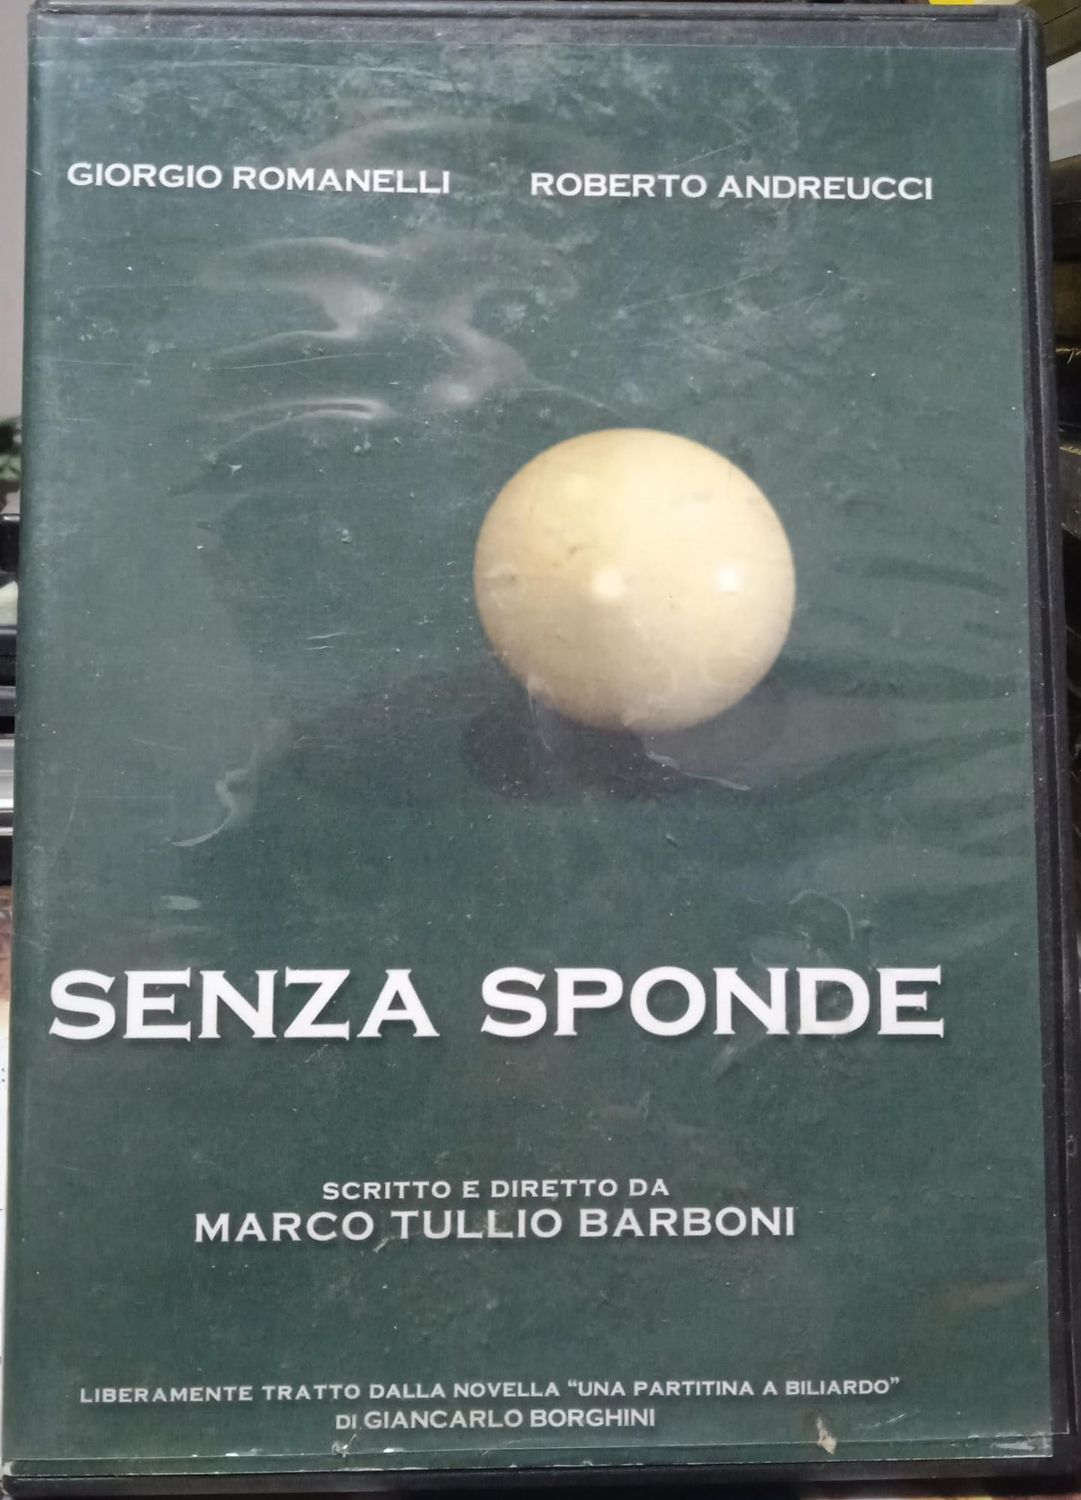 GIORGIO ROMANELLI ROBERTO ANDREUCCI
SENZA SPONDE
SCRITTO E DIRETTO DA
MARCO TULLIO BARBONI
LIBERAMENTE TRATTO DALLA NOVELLA “UNA PARTITINA A BILIARDO”
DI GIANCARLO BORGHINI